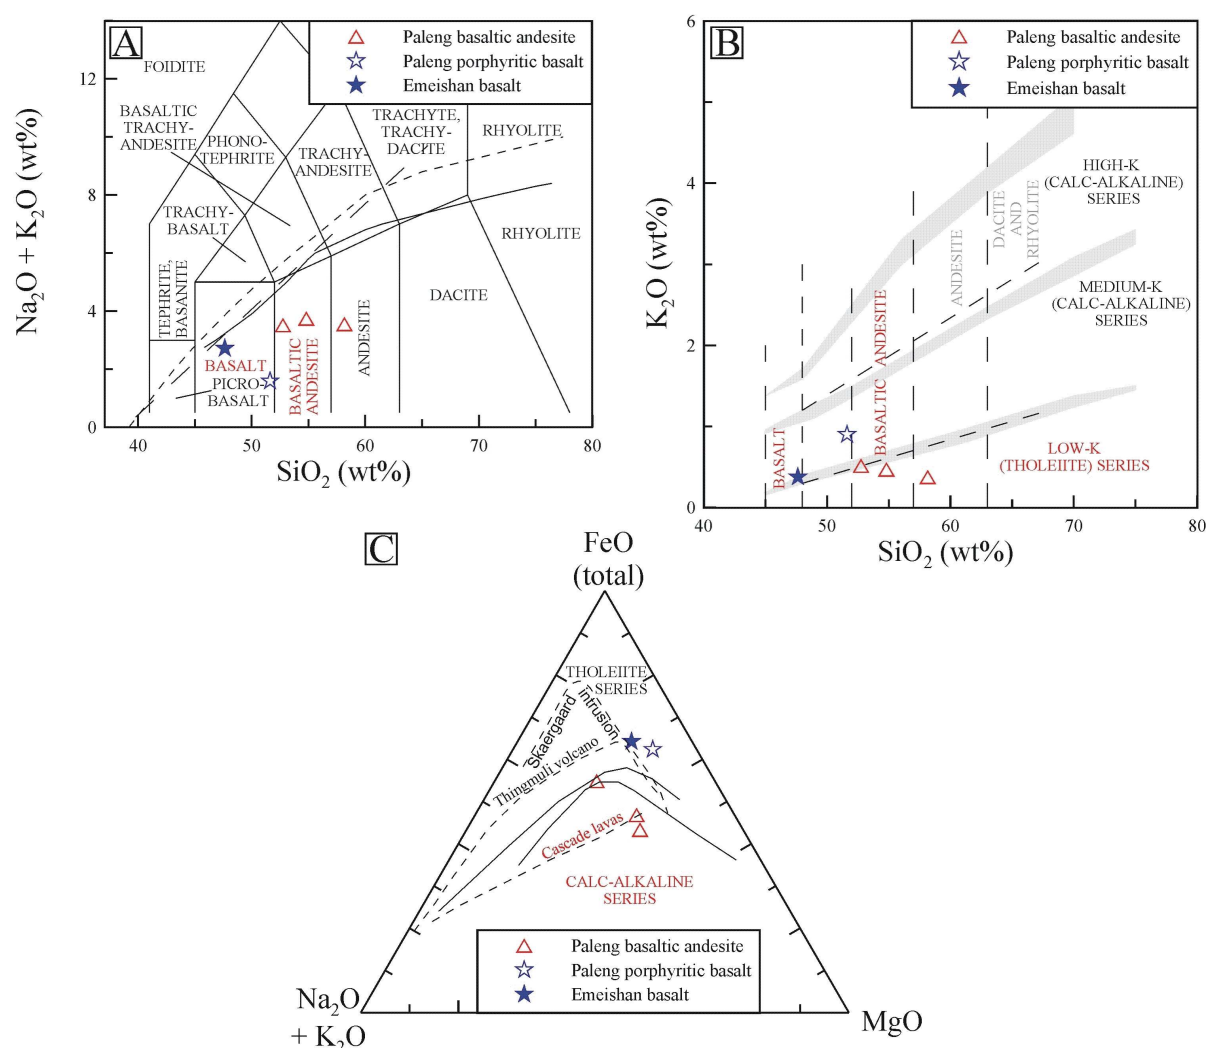 A
Paleng basaltic andesite
Paleng porphyritic basalt
Emeishan basalt
Na2O + K2O (wt%)
12
8
4
0
FOIDITE
BASALTIC
TRACHY-
ANDESITE
PHONO-
TEPHRITE
TRACHY-
ANDESITE
TRACHYTE,
TRACHY-
DACITE
RHYOLITE
TRACHY-
BASALT
RHYOLITE
TEPHRITE,
BASANITE
DACITE
BASALT
PICRO-
BASALT
BASALTIC
ANDESITE
ANDESITE
40
50
60
70
80
SiO2 (wt%)
B
Paleng basaltic andesite
Paleng porphyritic basalt
Emeishan basalt
K2O (wt%)
6
4
2
0
HIGH-K
(CALC-ALKALINE)
SERIES
DACITE
AND
RHYOLITE
ANDESITE
MEDIUM-K
(CALC-ALKALINE)
SERIES
BASALTIC ANDESITE
BASALT
LOW-K
(THOLEIITE) SERIES
40
50
60
70
80
SiO2 (wt%)
C
FeO
(total)
THOLEIITE
SERIES
Skaergaard
intrusion
Thingmuli volcano
Cascade lavas
CALC-ALKALINE
SERIES
Paleng basaltic andesite
Paleng porphyritic basalt
Emeishan basalt
Na2O
+ K2O
MgO